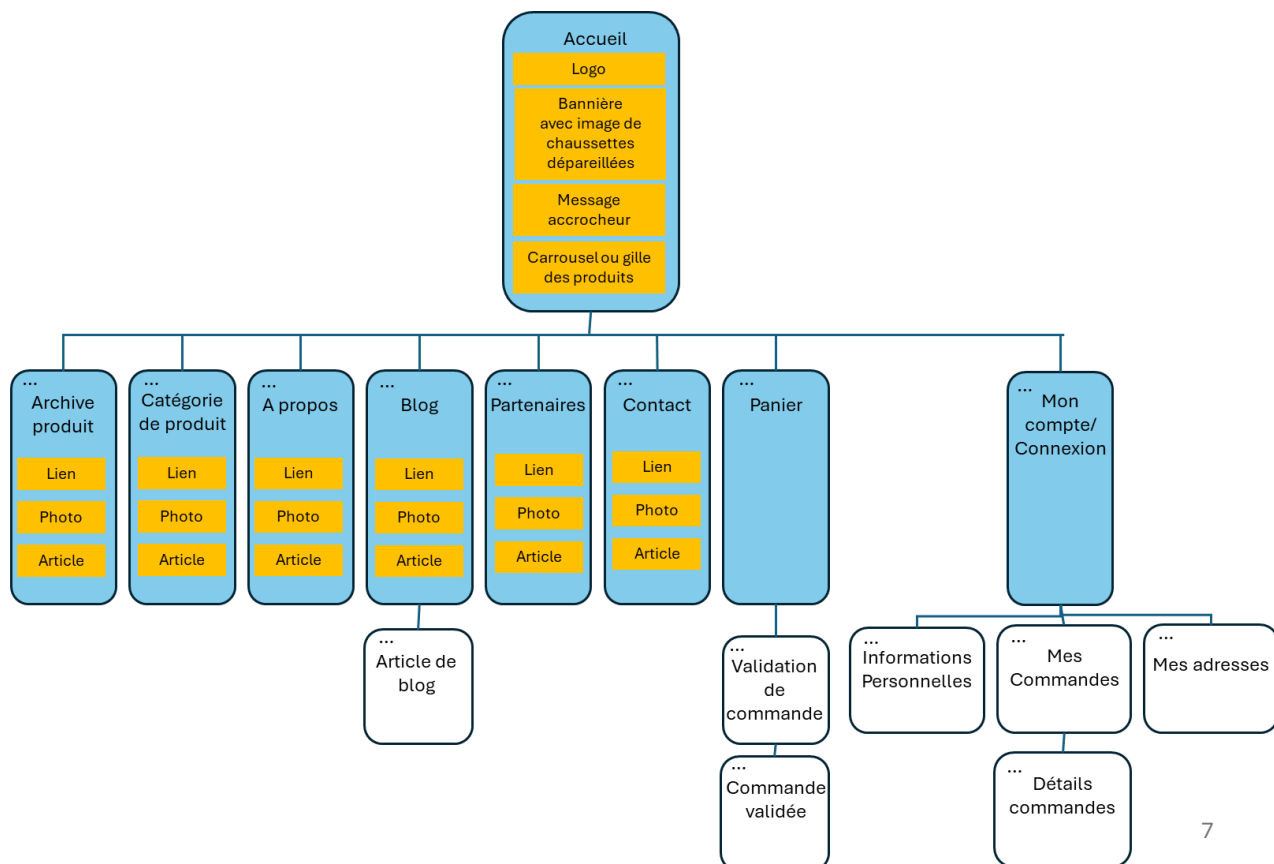 Accueil
Logo
Bannière
avec image de
chaussettes
dépareillées
Message
accrocheur
Carrousel ou gille
des produits
...
Archive
produit
Lien
Photo
Article
...
Catégorie
de produit
Lien
Photo
Article
...
A propos
Lien
Photo
Article
...
Blog
Lien
Photo
Article
...
Partenaires
Lien
Photo
Article
...
Contact
Lien
Photo
Article
...
Panier
...
Mon
compte/
Connexion
...
Article de
blog
...
Validation
de
commande
...
Commande
validée
...
Informations
Personnelles
...
Mes
Commandes
...
Mes adresses
...
Détails
commandes
7